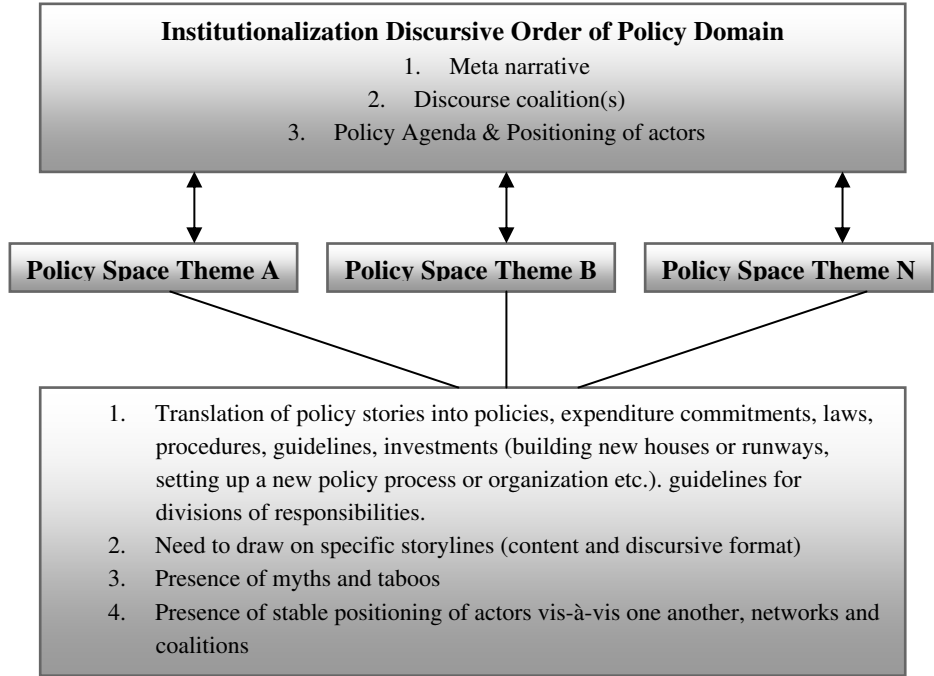 Institutionalization Discursive Order of Policy Domain
1. Meta narrative
2. Discourse coalition(s)
3. Policy Agenda & Positioning of actors
Policy Space Theme A
Policy Space Theme B
Policy Space Theme N
1. Translation of policy stories into policies, expenditure commitments, laws,
procedures, guidelines, investments (building new houses or runways,
setting up a new policy process or organization etc.). guidelines for
divisions of responsibilities.
2. Need to draw on specific storylines (content and discursive format)
3. Presence of myths and taboos
4. Presence of stable positioning of actors vis-à-vis one another, networks and
coalitions